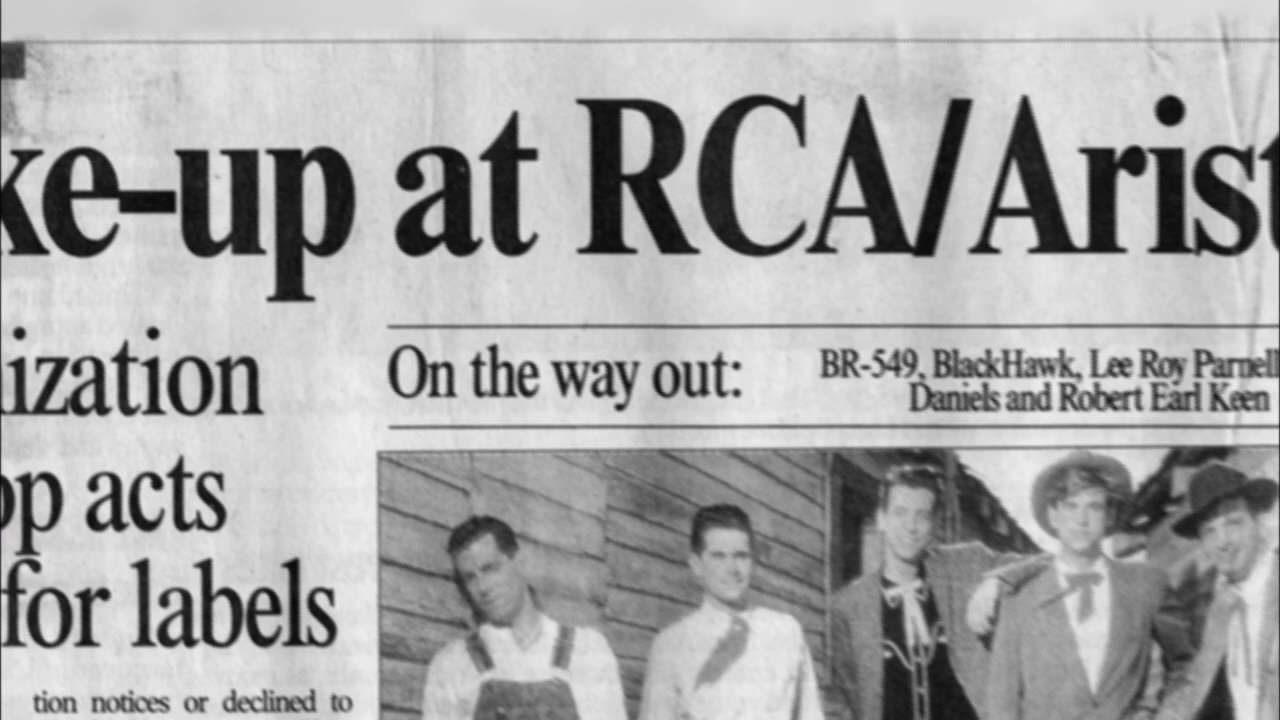 ke-up at RCA/Arist
ization
op acts
for labels
tion notices or declined to
On the way out:
BR-549, BlackHawk, Lee Roy Parnell
Daniels and Robert Earl Keen